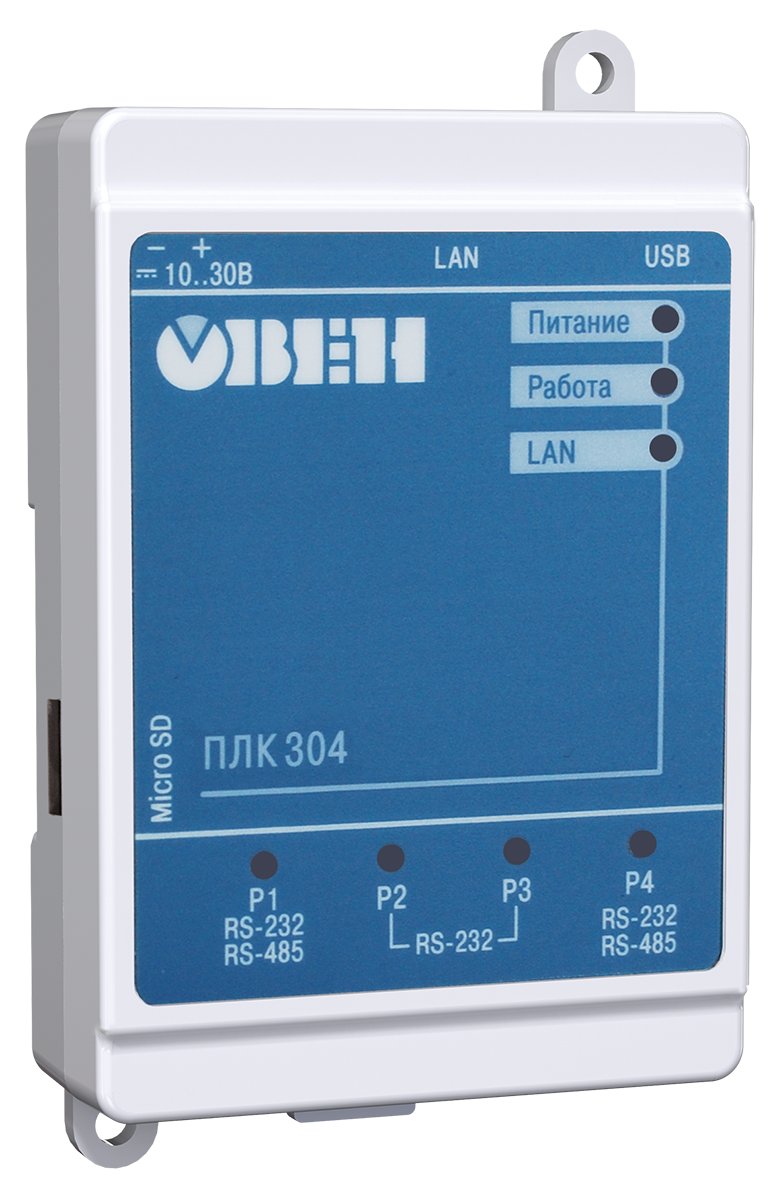 − +
⎓ 10..30В
LAN
USB
ОВЕН
Питание
Работа
LAN
Micro SD
ПЛК 304
P1
RS-232
RS-485
P2
P3
RS-232
P4
RS-232
RS-485